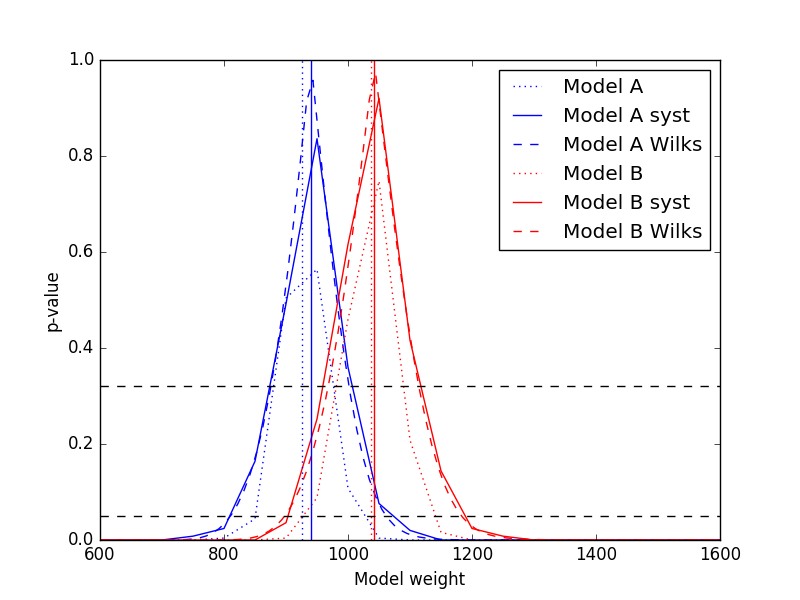 1.0
0.8
0.6
0.4
0.2
0.0
p-value
600
800
1000
1200
1400
1600
Model weight
Model A
Model A syst
Model A Wilks
Model B
Model B syst
Model B Wilks